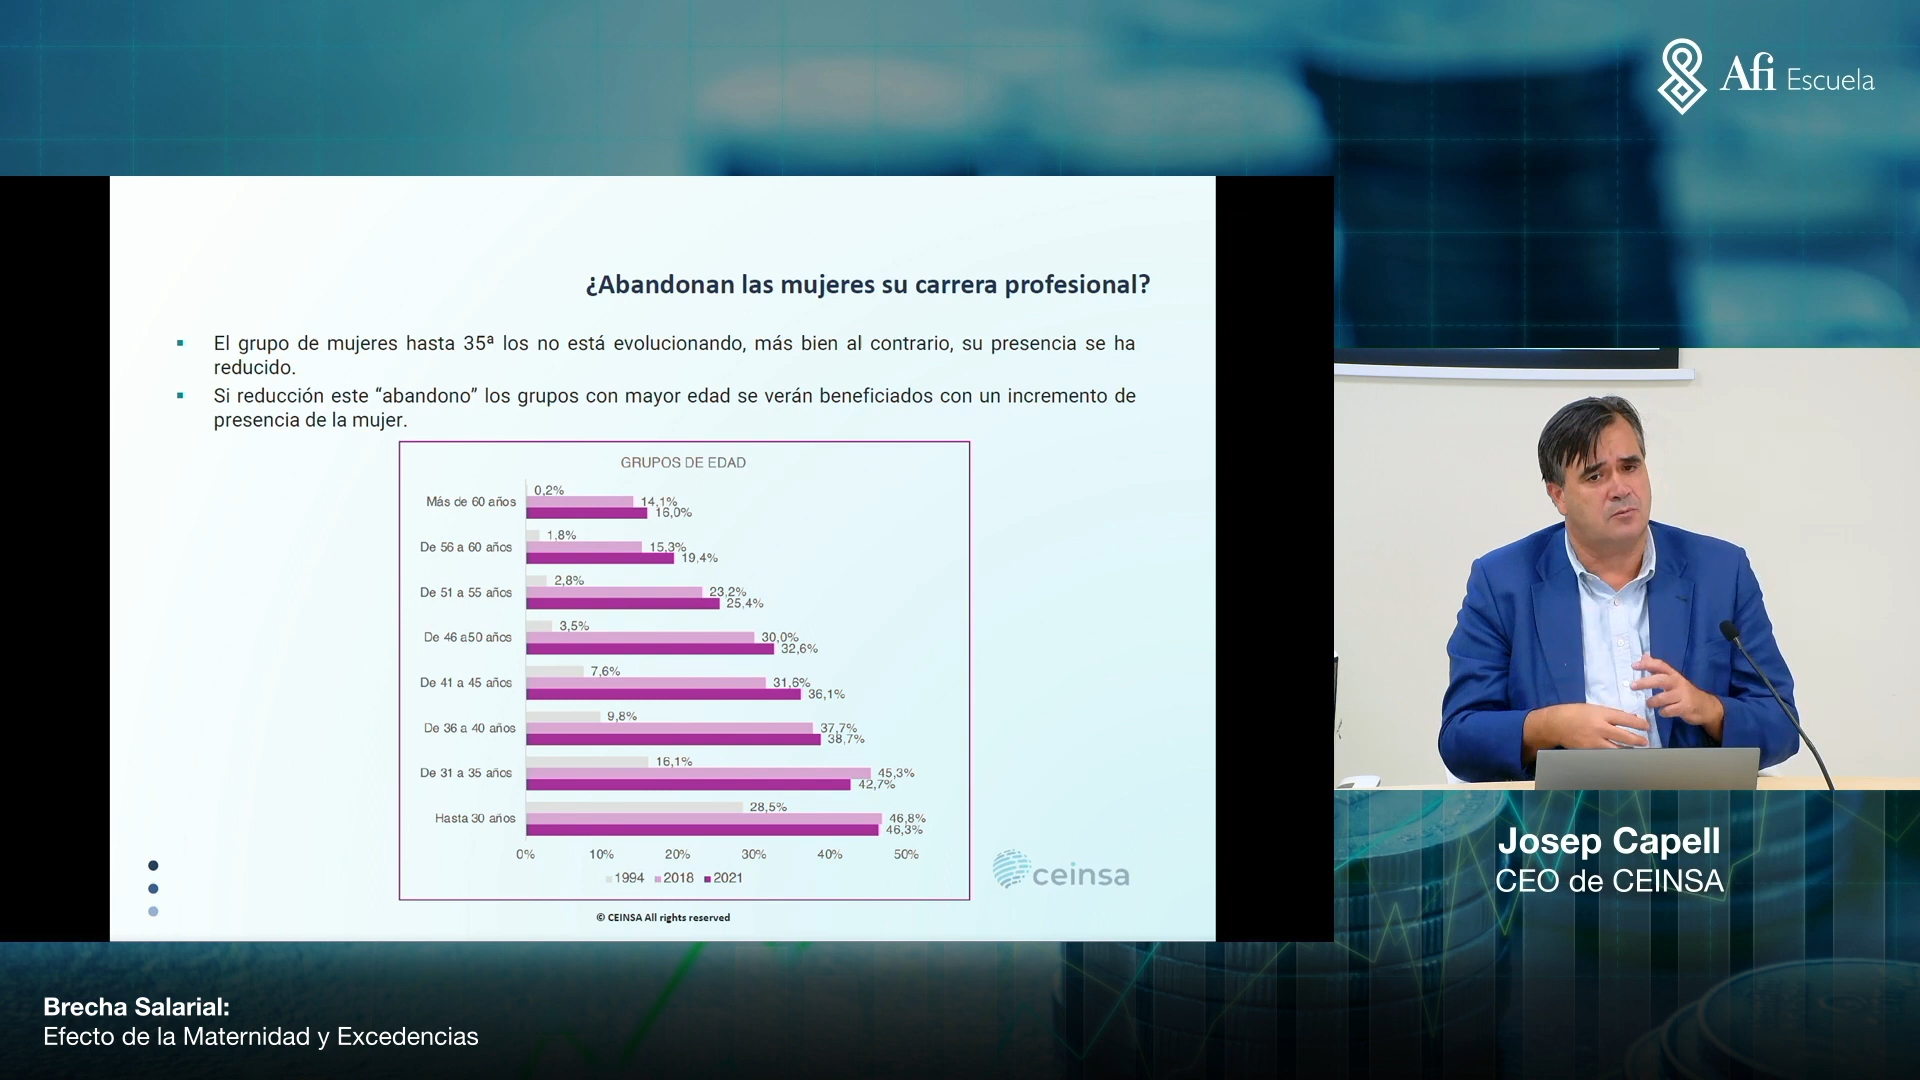 Afi Escuela
¿Abandonan las mujeres su carrera profesional?
▪ El grupo de mujeres hasta 35ª los no está evolucionando, más bien al contrario, su presencia se ha
reducido.
▪ Si reducción este “abandono” los grupos con mayor edad se verán beneficiados con un incremento de
presencia de la mujer.
GRUPOS DE EDAD
Más de 60 años
0,2%
14,1%
16,0%
De 56 a 60 años
1,8%
15,3%
19,4%
De 51 a 55 años
2,8%
23,2%
25,4%
De 46 a50 años
3,5%
30,0%
32,6%
De 41 a 45 años
7,6%
31,6%
36,1%
De 36 a 40 años
9,8%
37,7%
38,7%
De 31 a 35 años
16,1%
45,3%
42,7%
Hasta 30 años
28,5%
46,8%
46,3%
0% 10% 20% 30% 40% 50%
1994 2018 2021
ceinsa
© CEINSA All rights reserved
Josep Capell
CEO de CEINSA
Brecha Salarial:
Efecto de la Maternidad y Excedencias